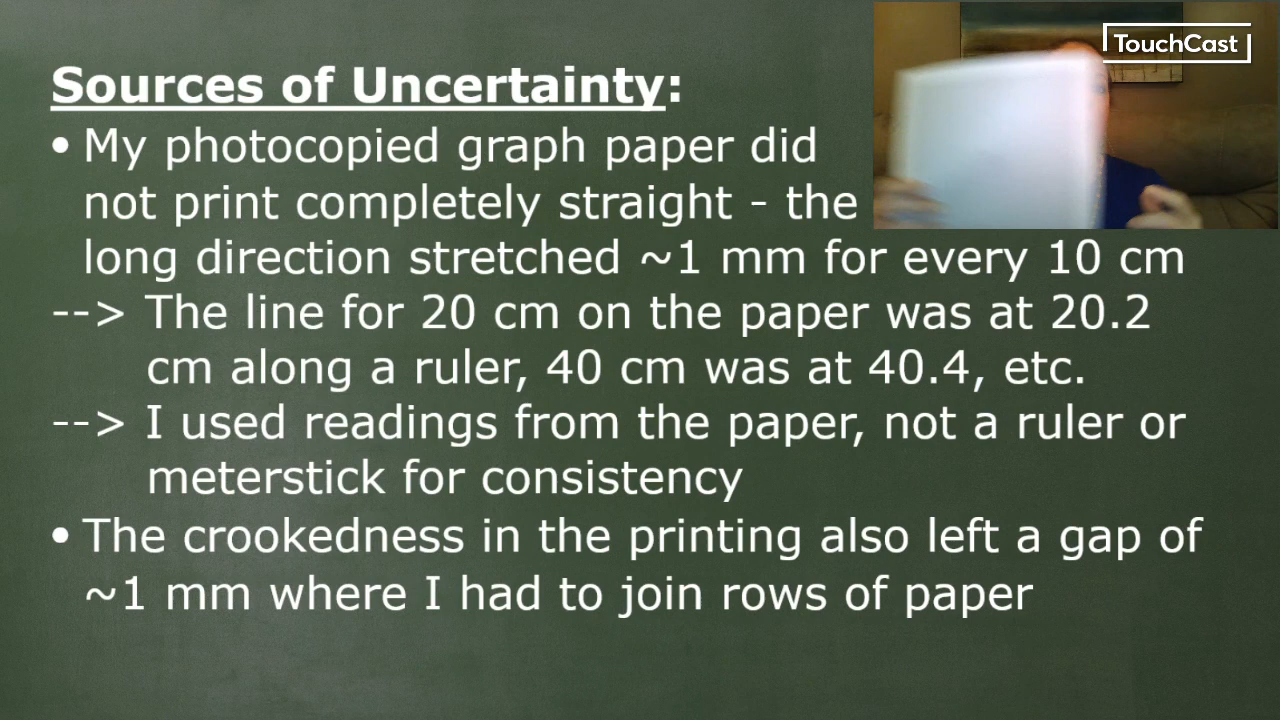 TouchCast
Sources of Uncertainty:
• My photocopied graph paper did
not print completely straight - the
long direction stretched ~1 mm for every 10 cm
--> The line for 20 cm on the paper was at 20.2
cm along a ruler, 40 cm was at 40.4, etc.
--> I used readings from the paper, not a ruler or
meterstick for consistency
• The crookedness in the printing also left a gap of
~1 mm where I had to join rows of paper